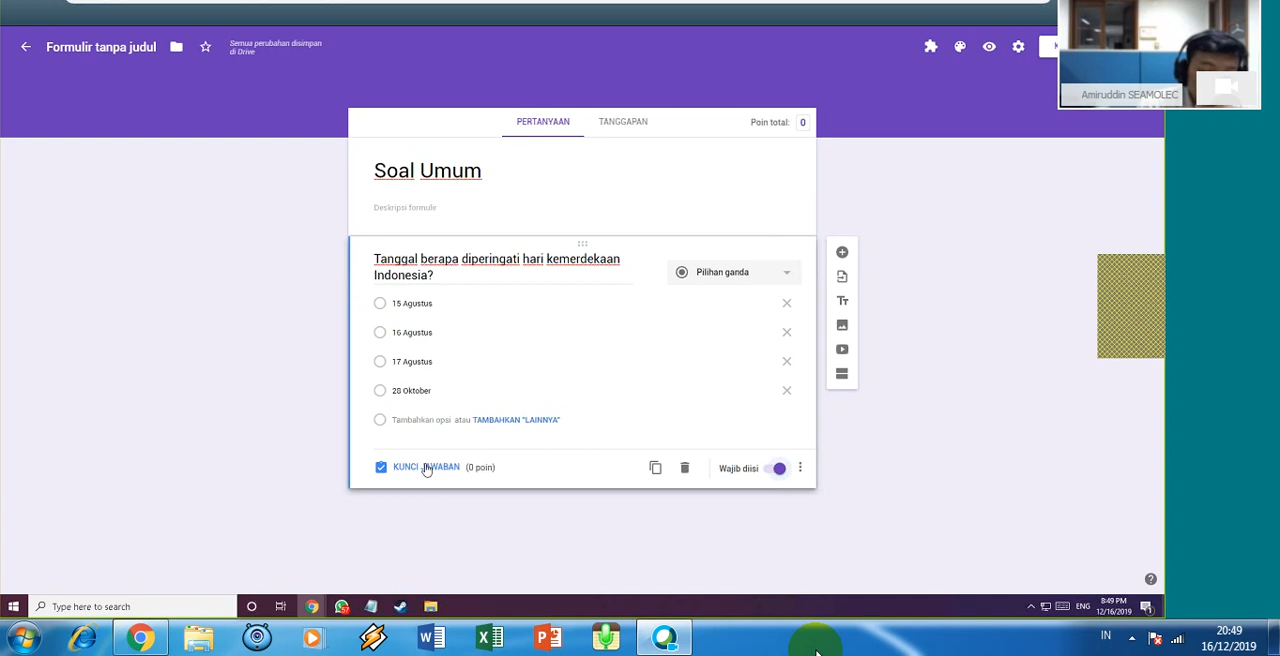 Formulir tanpa judul
Semua perubahan disimpan
di Drive
Amiruddin SEAMOLEC
PERTANYAAN
TANGGAPAN
Poin total: 0
Soal Umum
Deskripsi formulir
Tanggal berapa diperingati hari kemerdekaan
Indonesia?
Pilihan ganda
15 Agustus
16 Agustus
17 Agustus
28 Oktober
Tambahkan opsi atau TAMBAHKAN "LAINNYA"
KUNCI JAWABAN (0 poin)
Wajib diisi
Type here to search
ENG
8:49 PM
12/16/2019
IN
20:49
16/12/2019